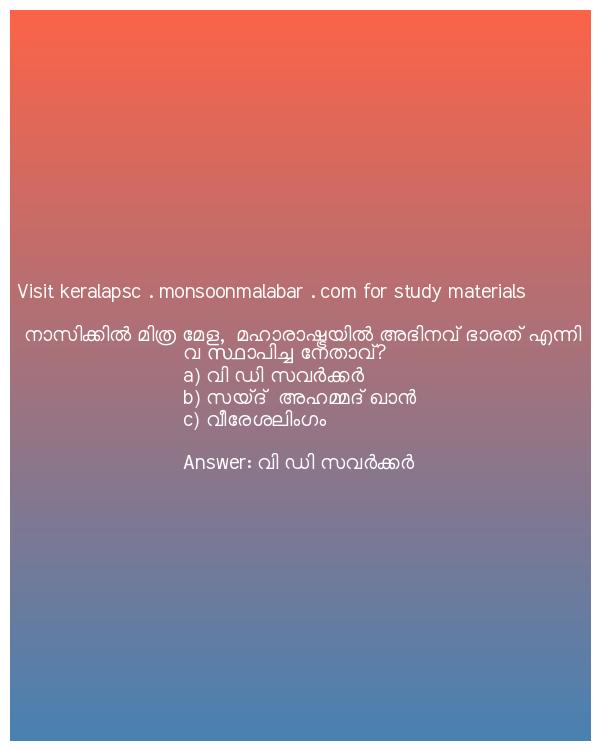 Visit keralapsc . monsoonmalabar . com for study materials
നാസിക്കിൽ മിത്ര മേള,  മഹാരാഷ്ട്രയിൽ അഭിനവ് ഭാരത് എന്നി
വ സ്ഥാപിച്ച നേതാവ്?
a) വി ഡി സവർക്കർ
b) സയ്ദ്  അഹമ്മദ് ഖാൻ
c) വീരേശലിംഗം
Answer: വി ഡി സവർക്കർ